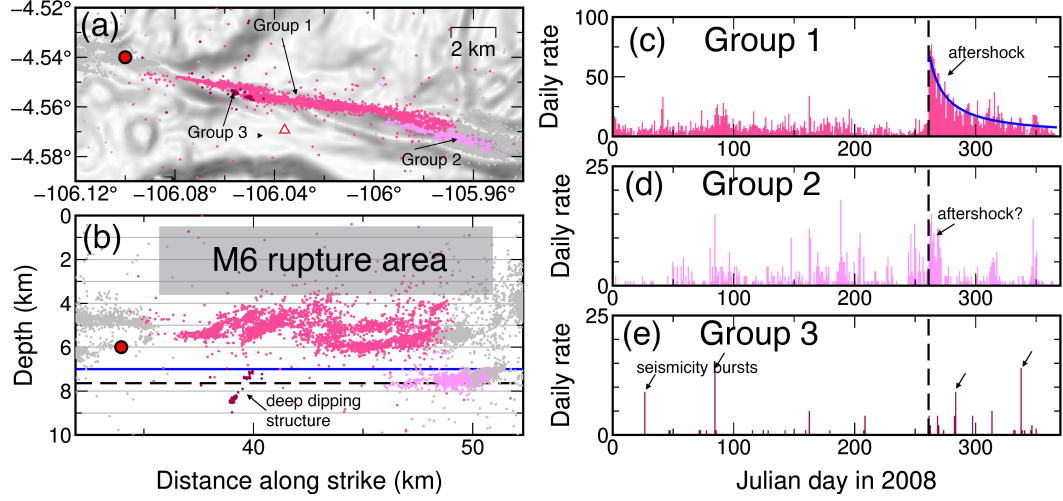 (a)
−4.52°
−4.54°
−4.56°
−4.58°
Group 1
2 km
Group 3
Group 2
−106.12
−106.08
−106.04
−106
−105.96
(b)
M6 rupture area
0
2
4
6
8
10
Depth (km)
deep dipping
structure
40
50
Distance along strike (km)
(c)
Group 1
100
50
0
Daily rate
aftershock
0
100
200
300
(d)
Group 2
25
0
Daily rate
aftershock?
0
100
200
300
(e)
Group 3
25
0
Daily rate
seismicity bursts
0
100
200
300
Julian day in 2008